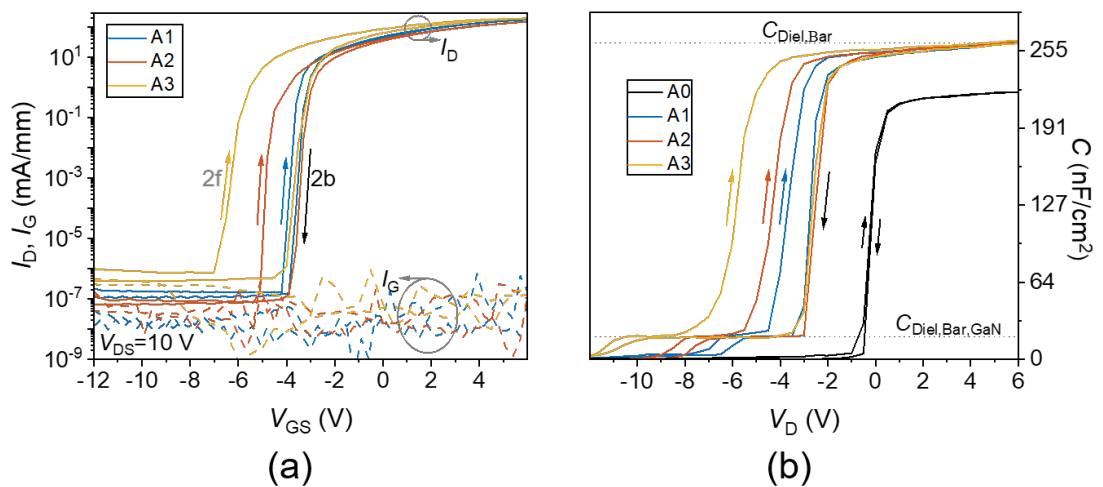 A1
A2
A3
I_D
2f
2b
I_G
V_DS=10 V
10^1
10^-1
10^-3
10^-5
10^-7
10^-9
I_D, I_G (mA/mm)
-12 -10 -8 -6 -4 -2 0 2 4
V_GS (V)
(a)
C_Diel,Bar
A0
A1
A2
A3
C_Diel,Bar,GaN
255
191
127
64
0
C (nF/cm^2)
-10 -8 -6 -4 -2 0 2 4 6
V_D (V)
(b)